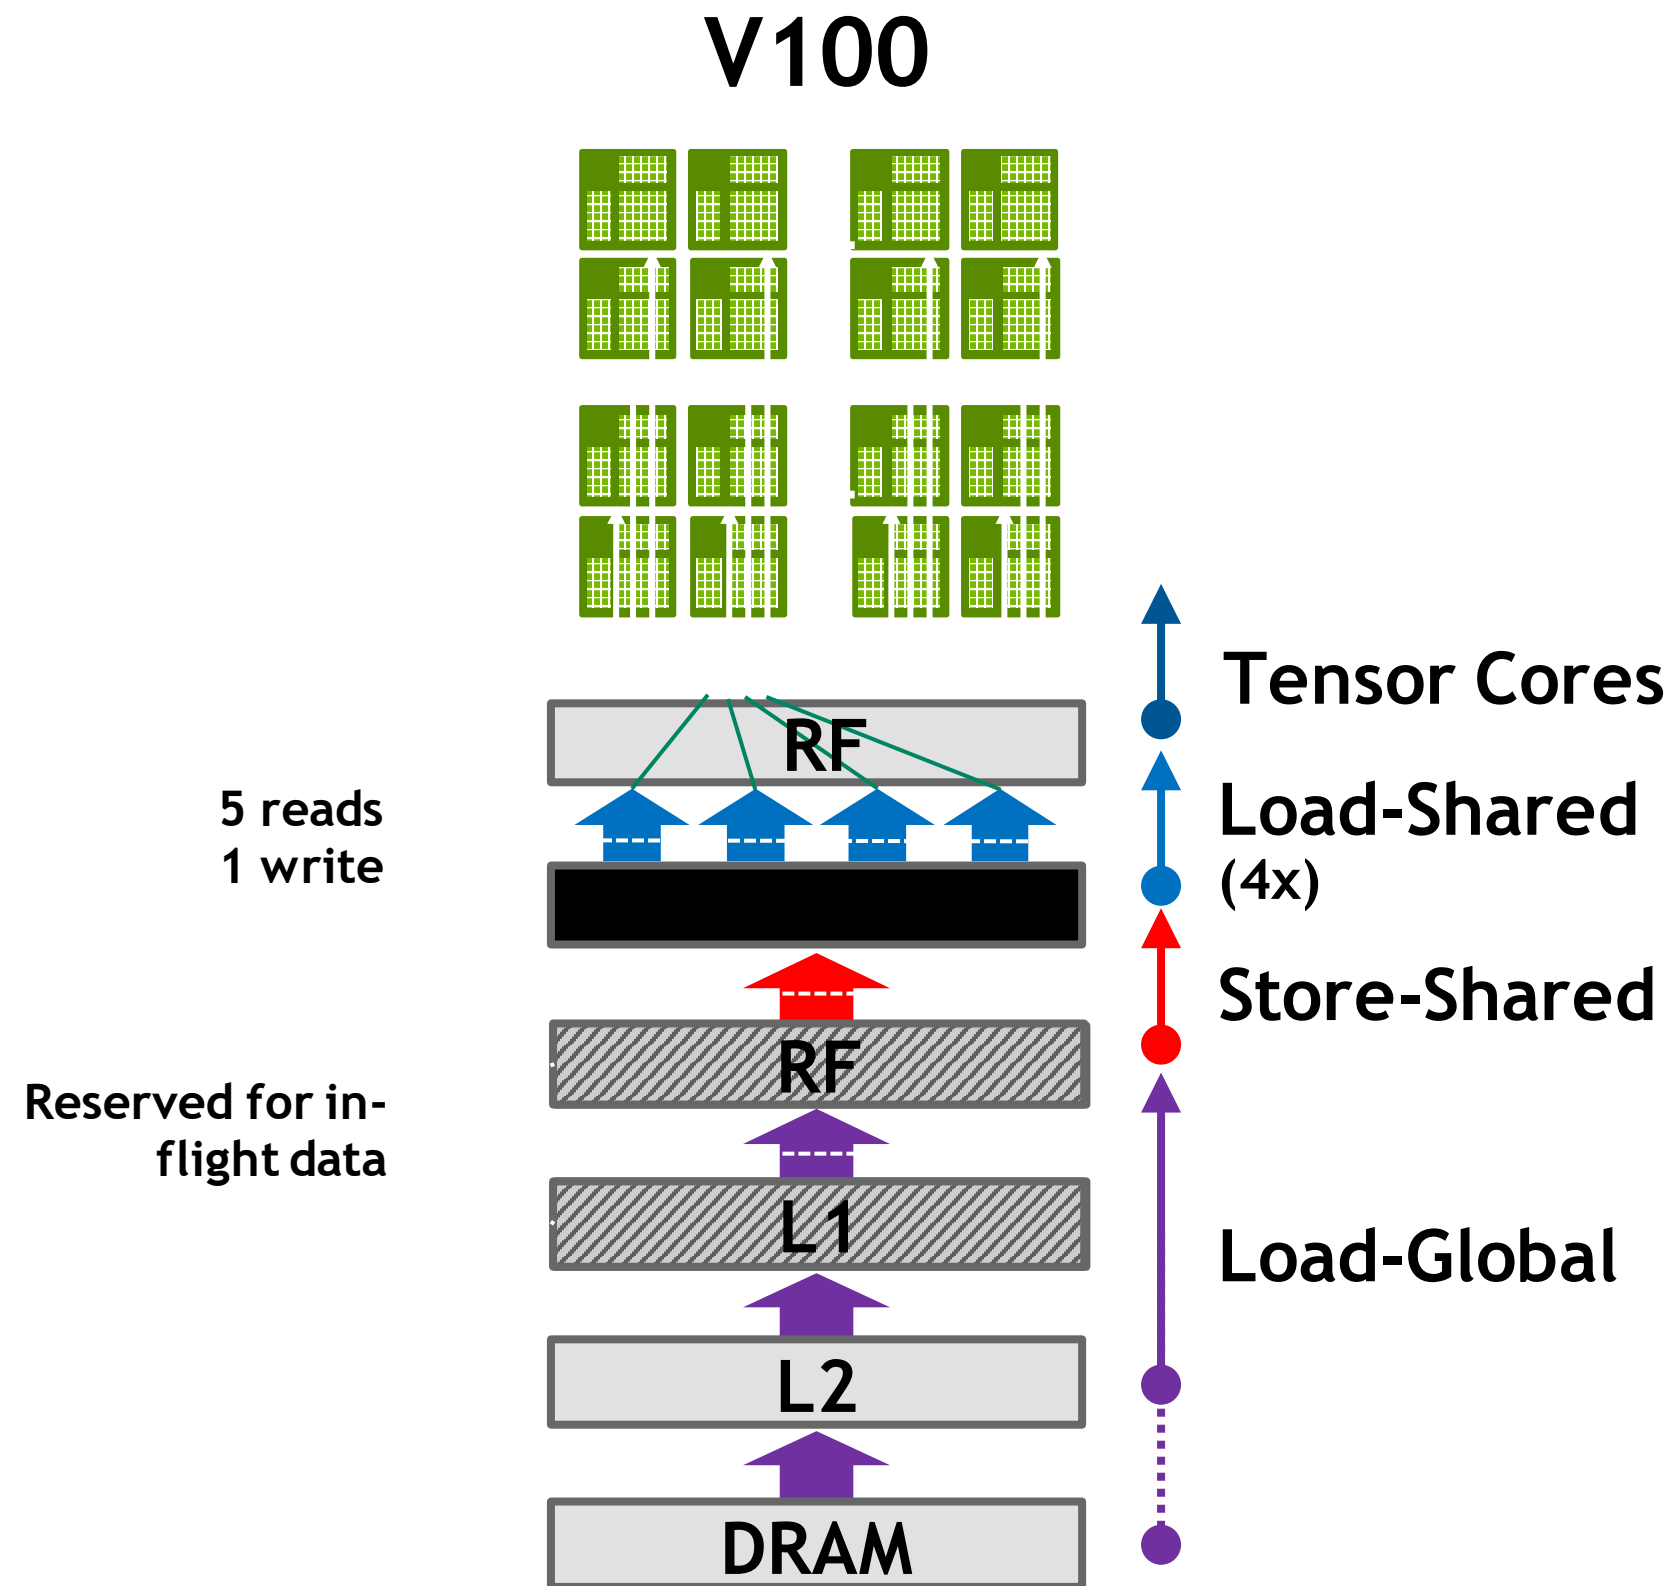 V100
Tensor Cores
RF
5 reads
1 write
Load-Shared
(4x)
Store-Shared
RF
Reserved for in-
flight data
L1
Load-Global
L2
DRAM